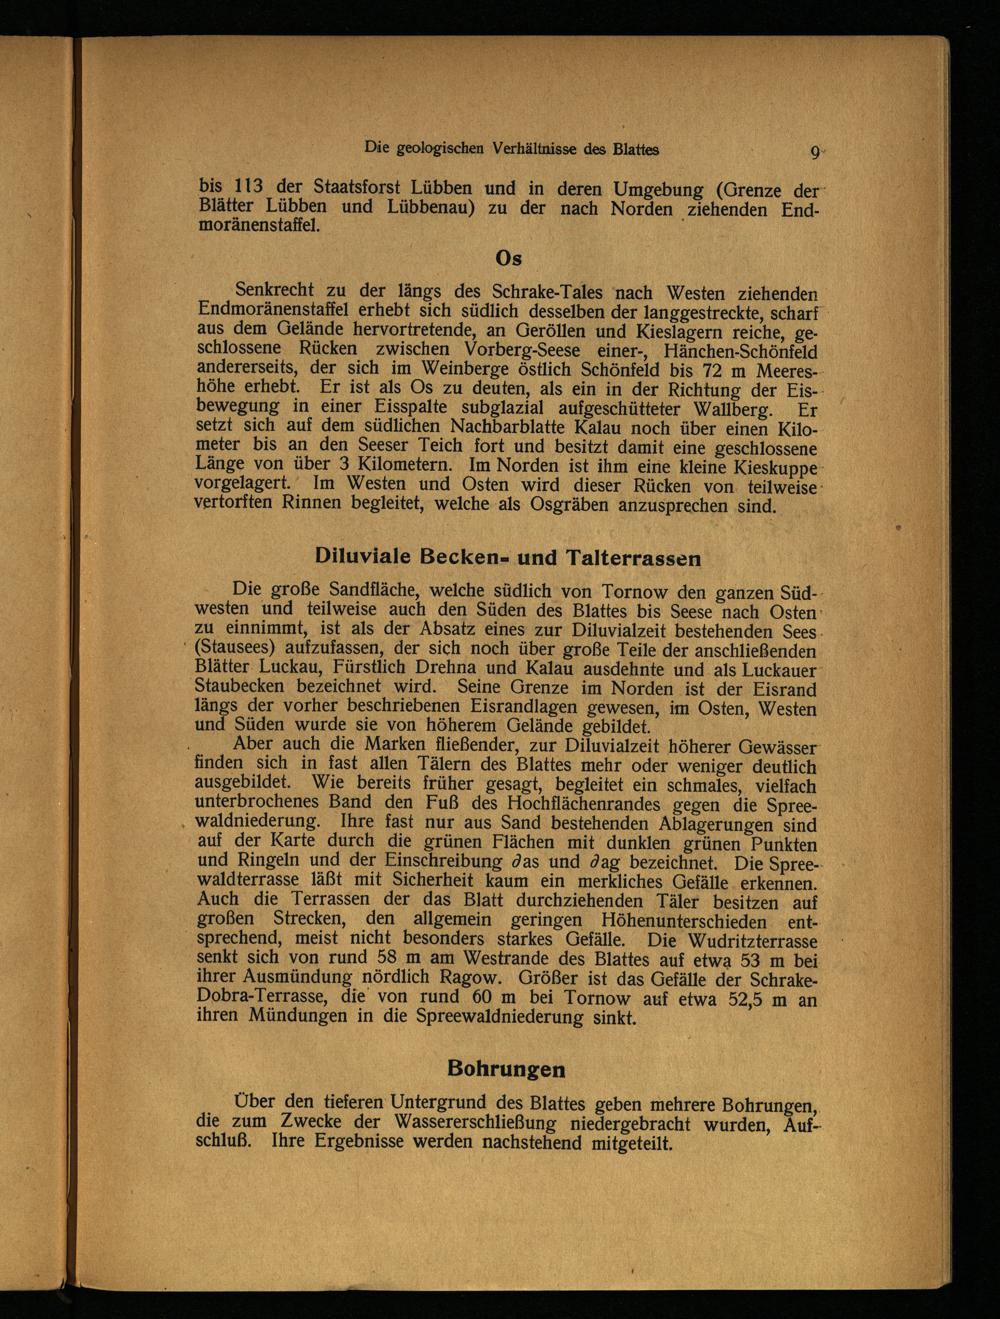 Die geologischen Verhältnisse des Blattes 9
bis 113 der Staatsforst Lübben und in deren Umgebung (Grenze der
Blätter Lübben und Lübbenau) zu der nach Norden ziehenden End-
moränenstaffel.
Os
Senkrecht zu der längs des Schrake-Tales nach Westen ziehenden
Endmoränenstaffel erhebt sich südlich desselben der langgestreckte, scharf
aus dem Gelände hervortretende, an Geröllen und Kieslagern reiche, ge-
schlossene Rücken zwischen Vorberg-Seese einer-, Hänchen-Schönfeld
andererseits, der sich im Weinberge östlich Schönfeld bis 72 m Meeres-
höhe erhebt. Er ist als Os zu deuten, als ein in der Richtung der Eis-
bewegung in einer Eisspalte subglazial aufgeschütteter Wallberg. Er
setzt sich auf dem südlichen Nachbarblatte Kalau noch über einen Kilo-
meter bis an den Seeser Teich fort und besitzt damit eine geschlossene
Länge von über 3 Kilometern. Im Norden ist ihm eine kleine Kieskuppe
vorgelagert. Im Westen und Osten wird dieser Rücken von teilweise
vertorften Rinnen begleitet, welche als Osgräben anzusprechen sind.
Diluviale Becken- und Talterrassen
Die große Sandfläche, welche südlich von Tornow den ganzen Süd-
westen und teilweise auch den Süden des Blattes bis Seese nach Osten
zu einnimmt, ist als der Absatz eines zur Diluvialzeit bestehenden Sees
(Stausees) aufzufassen, der sich noch über große Teile der anschließenden
Blätter Luckau, Fürstlich Drehna und Kalau ausdehnte und als Luckauer
Staubecken bezeichnet wird. Seine Grenze im Norden ist der Eisrand
längs der vorher beschriebenen Eisrandlagen gewesen, im Osten, Westen
und Süden wurde sie von höherem Gelände gebildet.
Aber auch die Marken fließender, zur Diluvialzeit höherer Gewässer
finden sich in fast allen Tälern des Blattes mehr oder weniger deutlich
ausgebildet. Wie bereits früher gesagt, begleitet ein schmales, vielfach
unterbrochenes Band den Fuß des Hochflächenrandes gegen die Spree-
waldniederung. Ihre fast nur aus Sand bestehenden Ablagerungen sind
auf der Karte durch die grünen Flächen mit dunklen grünen Punkten
und Ringeln und der Einschreibung ∂as und ∂ag bezeichnet. Die Spree-
waldterrasse läßt mit Sicherheit kaum ein merkliches Gefälle erkennen.
Auch die Terrassen der das Blatt durchziehenden Täler besitzen auf
großen Strecken, den allgemein geringen Höhenunterschieden ent-
sprechend, meist nicht besonders starkes Gefälle. Die Wudritzterrasse
senkt sich von rund 58 m am Westrande des Blattes auf etwa 53 m bei
ihrer Ausmündung nördlich Ragow. Größer ist das Gefälle der Schrake-
Dobra-Terrasse, die von rund 60 m bei Tornow auf etwa 52,5 m an
ihren Mündungen in die Spreewaldniederung sinkt.
Bohrungen
Über den tieferen Untergrund des Blattes geben mehrere Bohrungen,
die zum Zwecke der Wassererschließung niedergebracht wurden, Auf-
schluß. Ihre Ergebnisse werden nachstehend mitgeteilt.